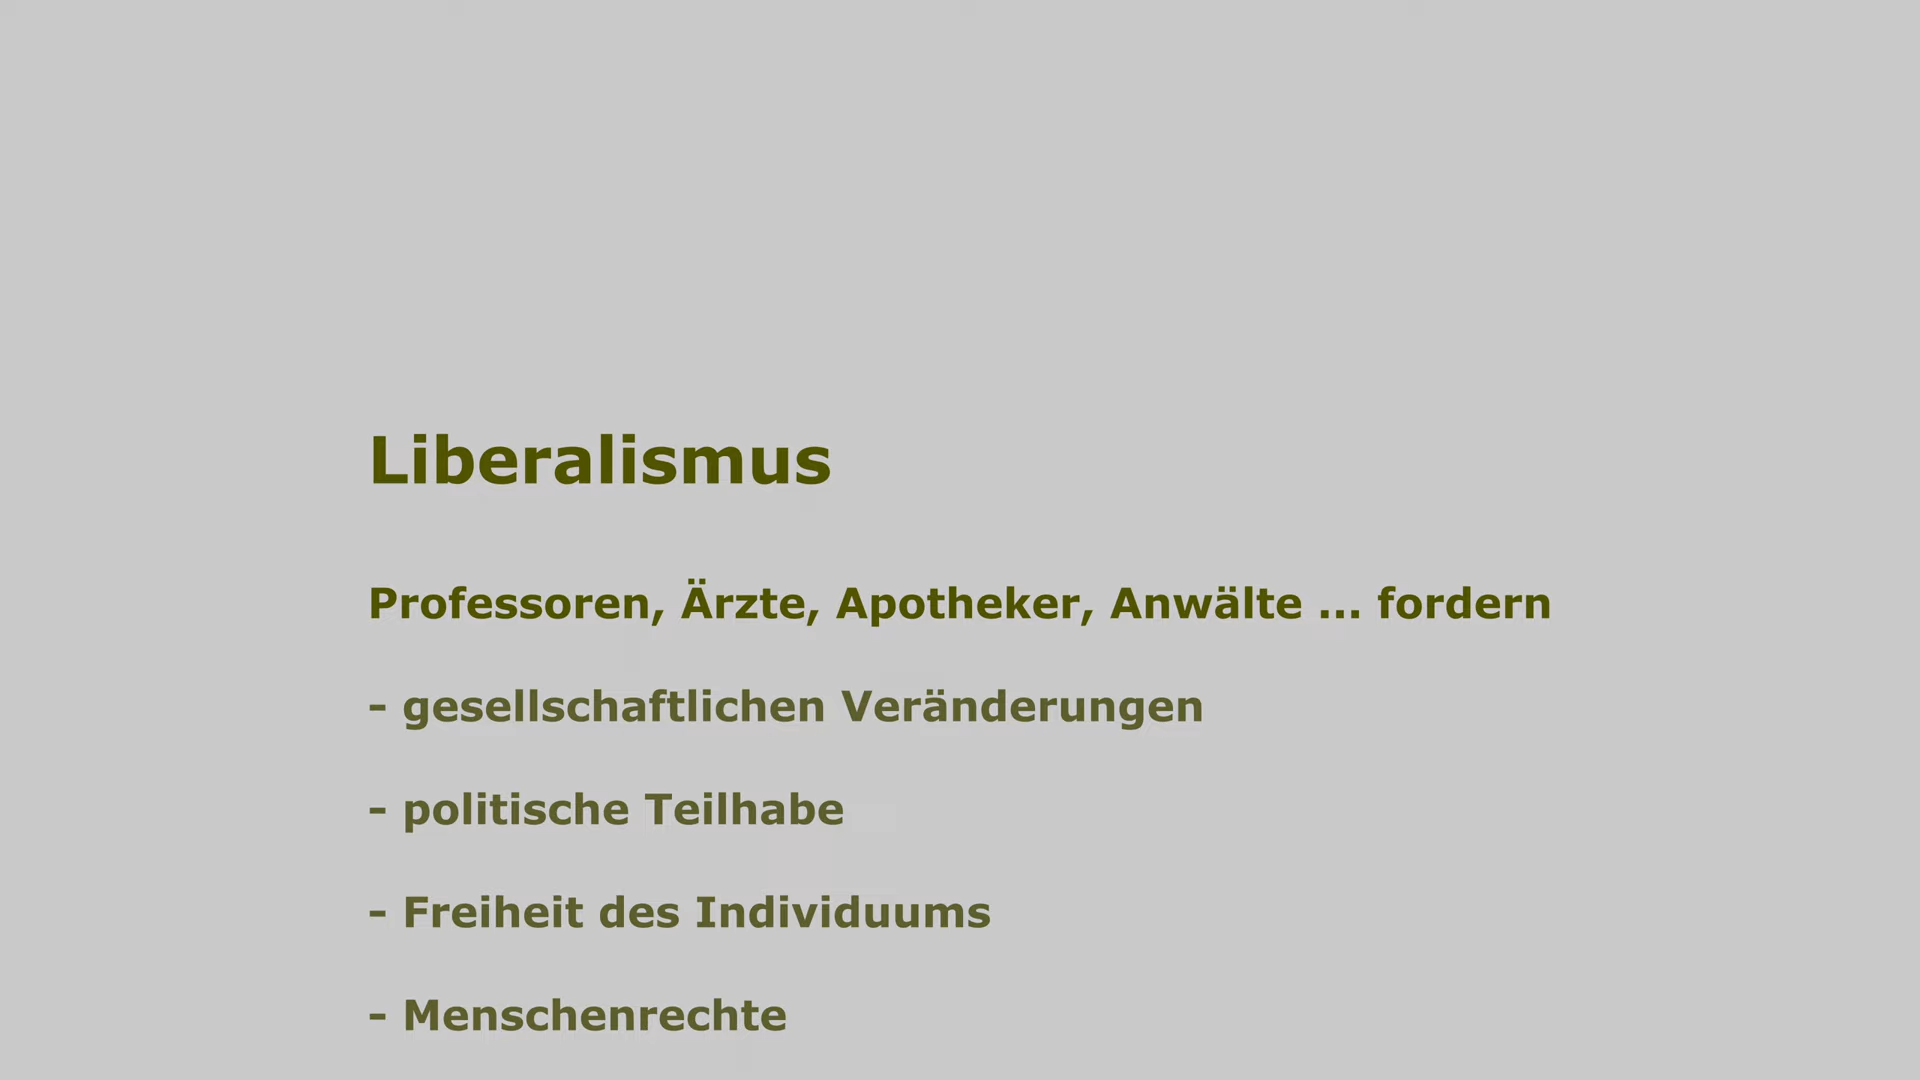 Liberalismus
Professoren, Ärzte, Apotheker, Anwälte ... fordern
- gesellschaftlichen Veränderungen
- politische Teilhabe
- Freiheit des Individuums
- Menschenrechte